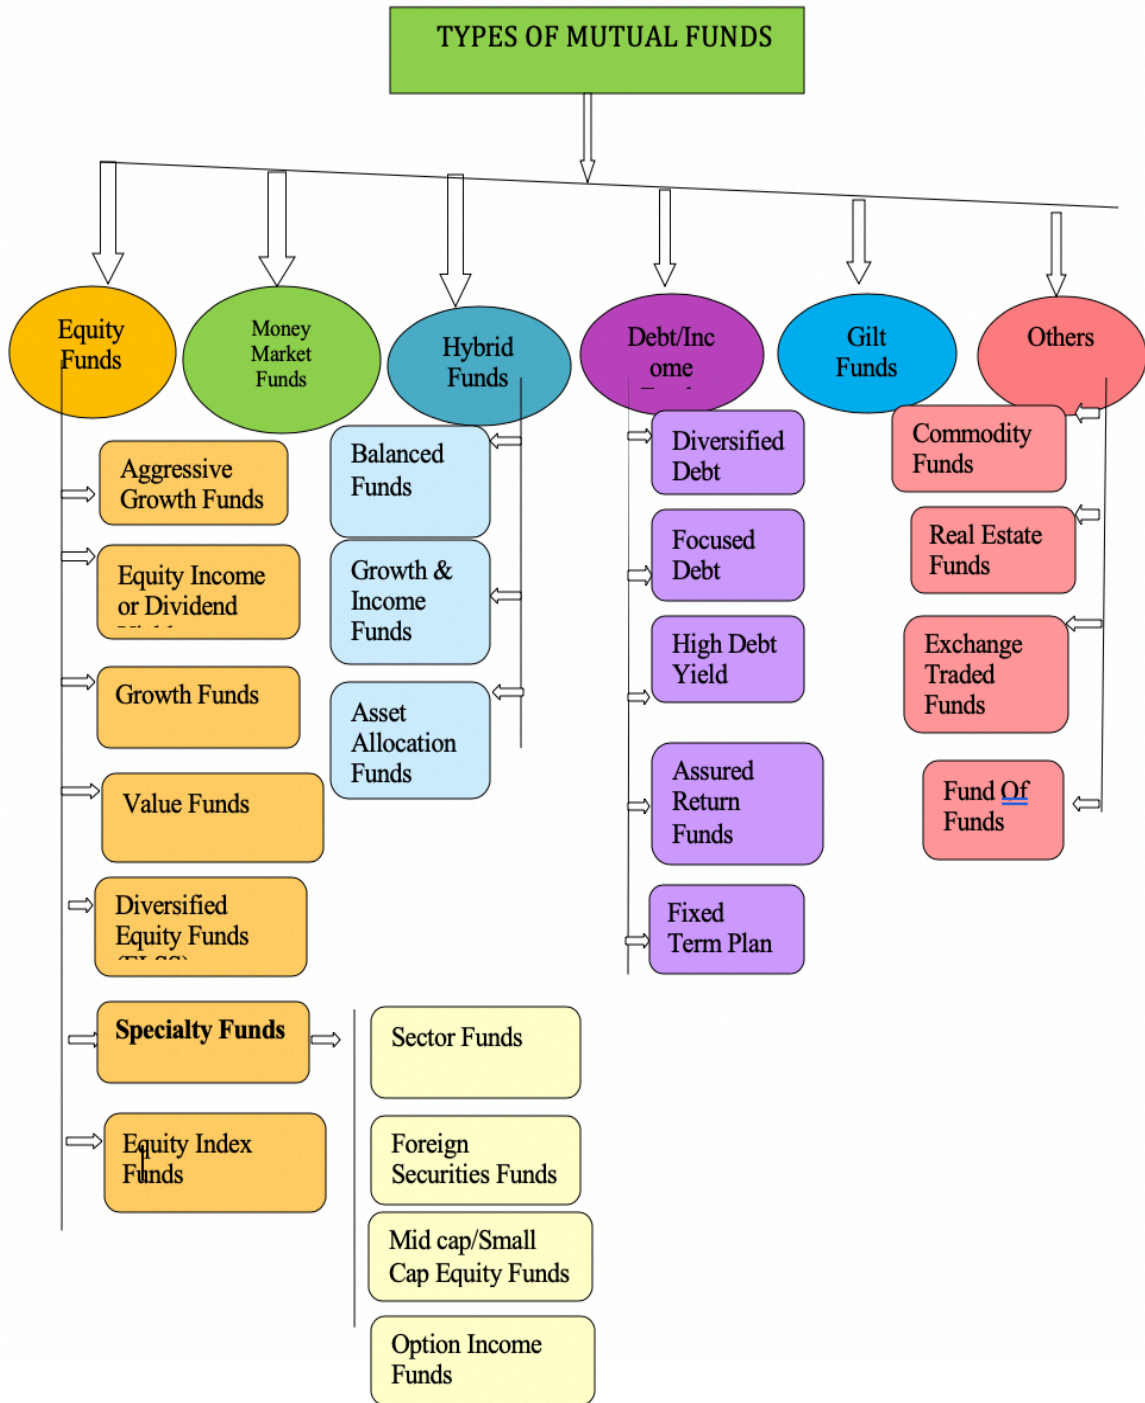 TYPES OF MUTUAL FUNDS
Equity
Funds
Money
Market
Funds
Hybrid
Funds
Debt/Inc
ome
Gilt
Funds
Others
Aggressive
Growth Funds
Equity Income
or Dividend
Growth Funds
Value Funds
Diversified
Equity Funds
Specialty Funds
Equity Index
Funds
Sector Funds
Foreign
Securities Funds
Mid cap/Small
Cap Equity Funds
Option Income
Funds
Balanced
Funds
Growth &
Income
Funds
Asset
Allocation
Funds
Diversified
Debt
Focused
Debt
High Debt
Yield
Assured
Return
Funds
Fixed
Term Plan
Commodity
Funds
Real Estate
Funds
Exchange
Traded
Funds
Fund Of
Funds